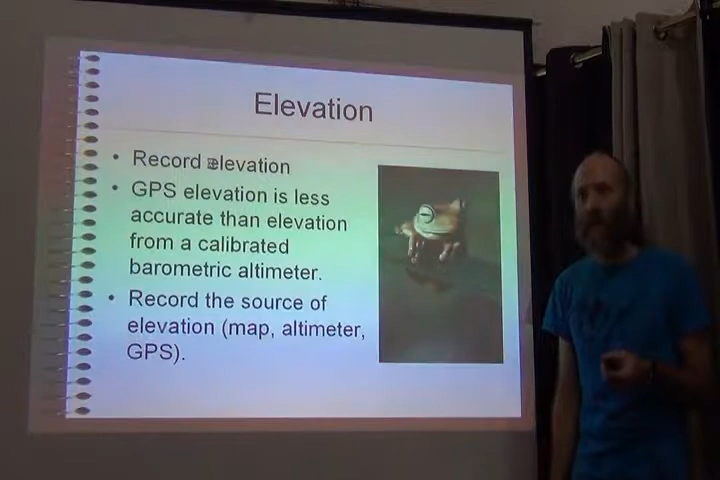 Elevation
• Record elevation
• GPS elevation is less
accurate than elevation
from a calibrated
barometric altimeter.
• Record the source of
elevation (map, altimeter,
GPS).